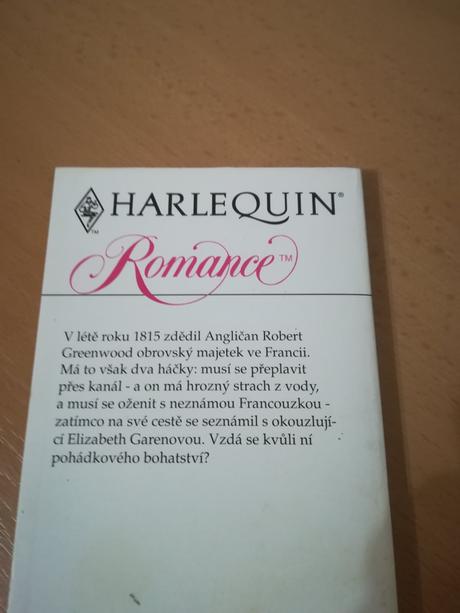 HARLEQUIN®
TM
Romance™
V létě roku 1815 zdědil Angličan Robert
Greenwood obrovský majetek ve Francii.
Má to však dva háčky: musí se přeplavit
přes kanál - a on má hrozný strach z vody,
a musí se oženit s neznámou Francouzkou -
zatímco na své cestě se seznámil s okouzlují-
cí Elizabeth Garenovou. Vzdá se kvůli ní
pohádkového bohatství?